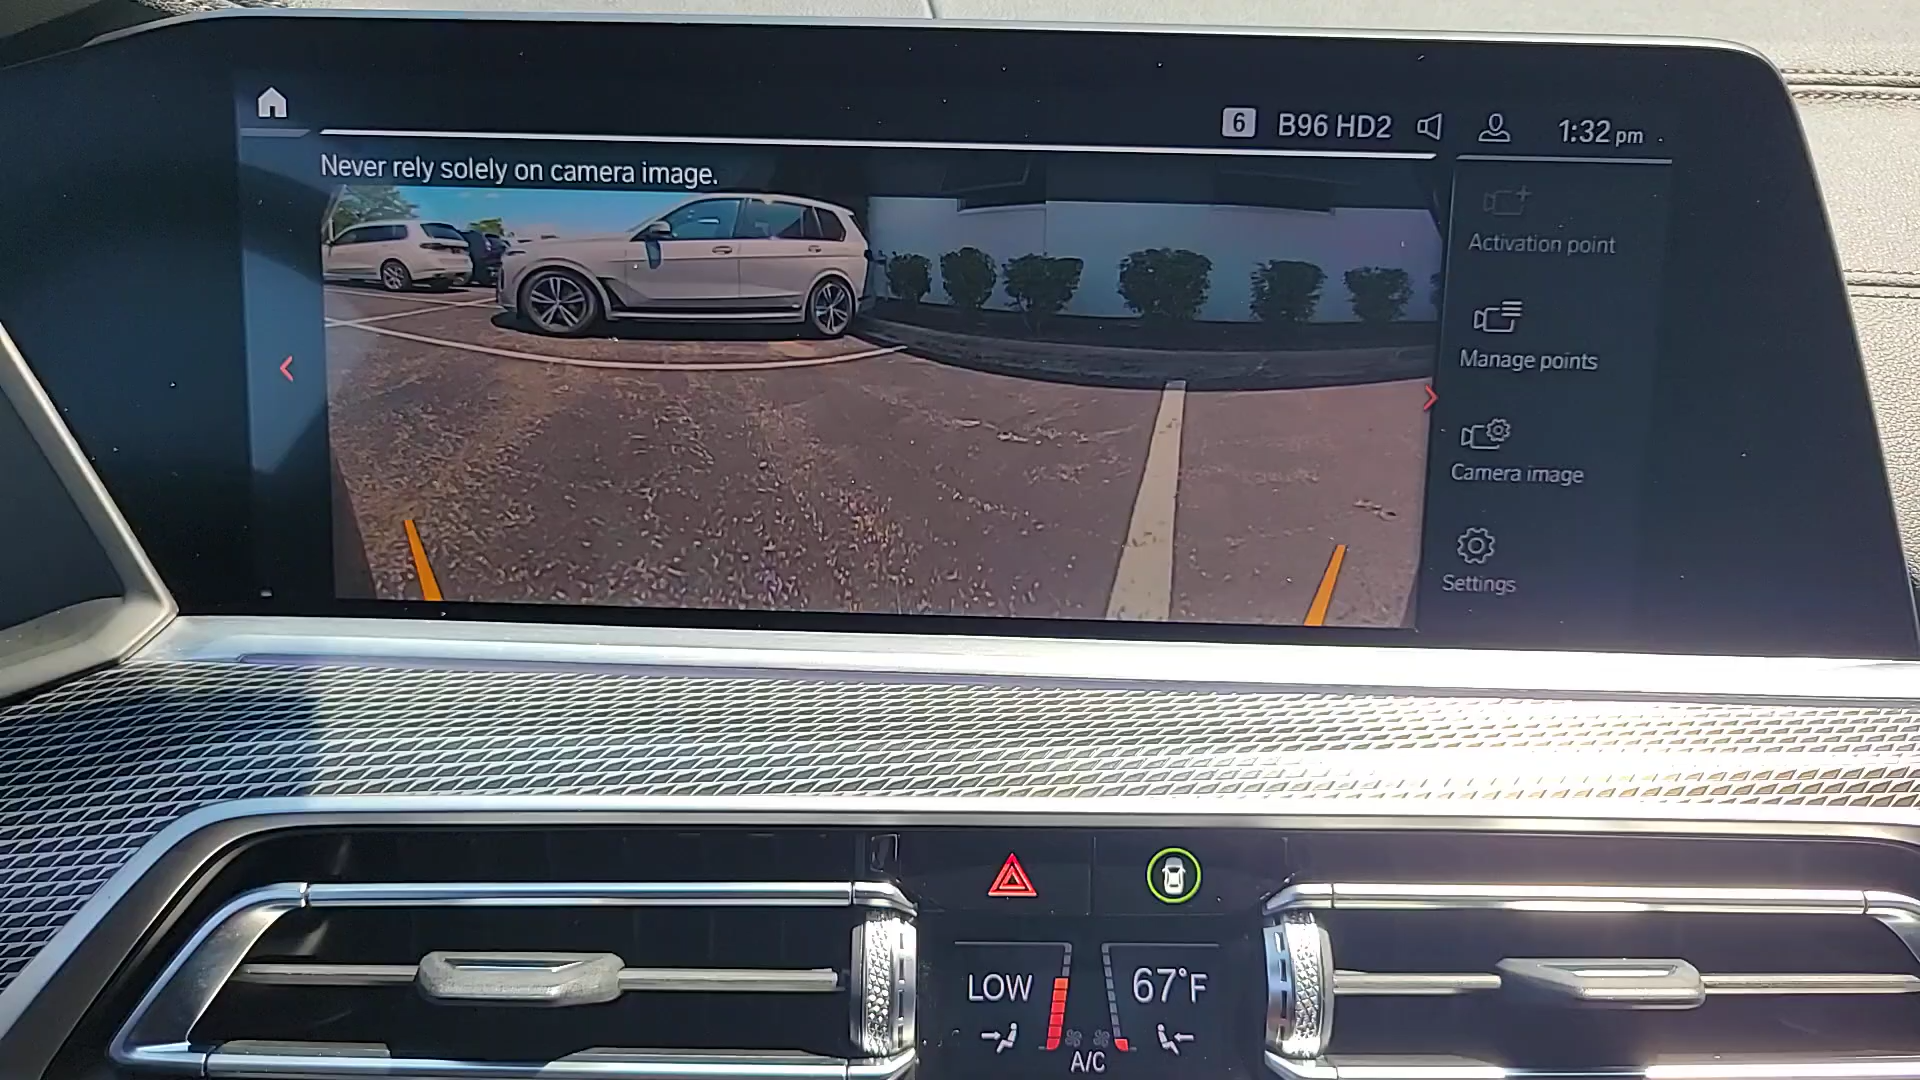 6 B96 HD2 1:32 pm
Never rely solely on camera image.
Activation point
Manage points
Camera image
Settings
LOW 67°F
A/C